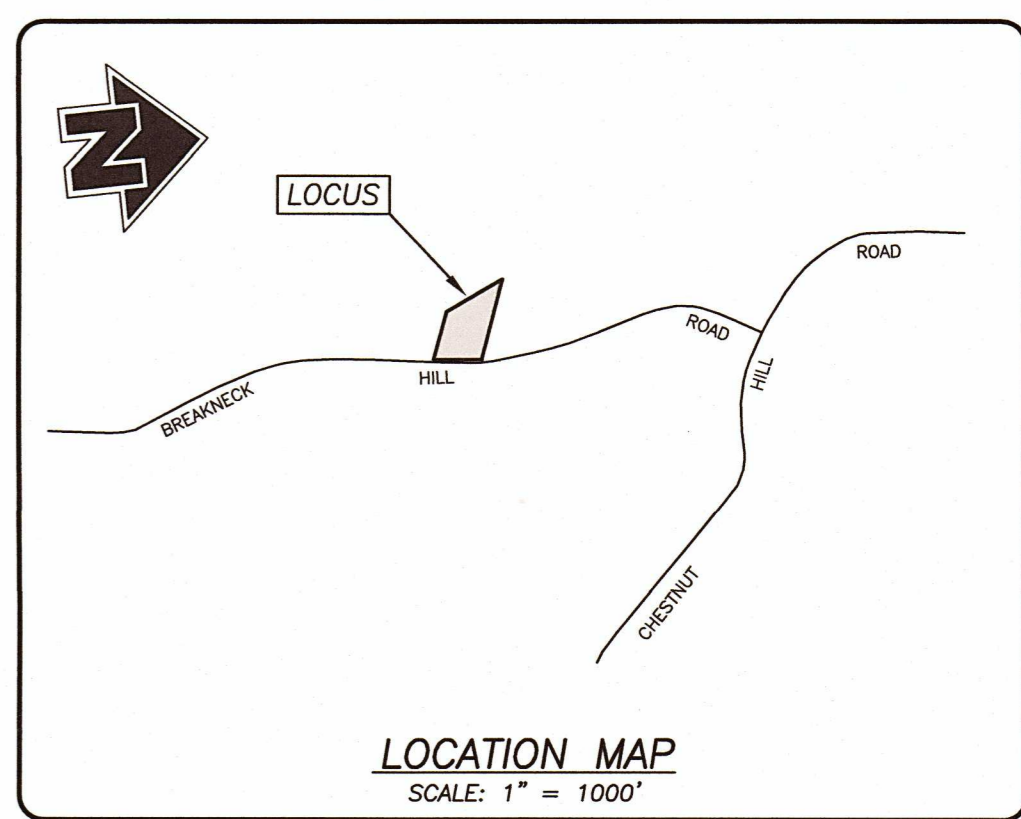 N
LOCUS
ROAD
ROAD
HILL
HILL
BREAKNECK
CHESTNUT
LOCATION MAP
SCALE: 1" = 1000'